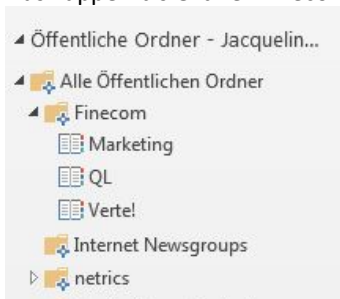 Öffentliche Ordner - Jacquelin...
Alle Öffentlichen Ordner
Finecom
Marketing
QL
Verte!
Internet Newsgroups
netrics